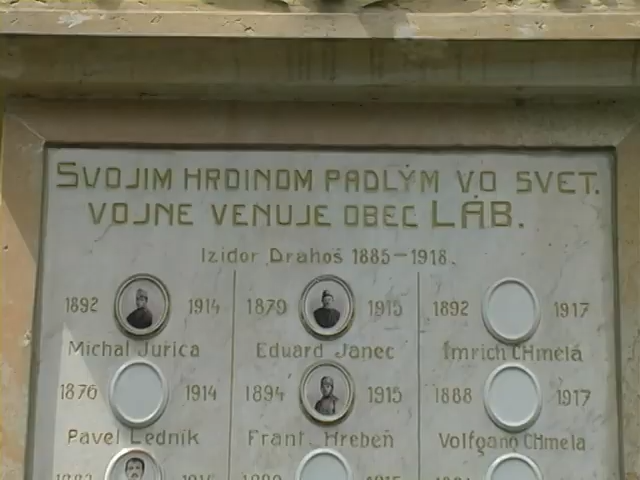 SVOJIM HRDINOM PADLÝM VO SVET.
VOJNE VENUJE OBEC LÁB.
Izidor Drahoš 1885-1918.
1892 1914 1879 1915 1892 1917
Michal Jurica Eduard Janec Imrich CHmela
1876 1914 1894 1915 1888 1917
Pavel Ledník Frant. Hrebeň Volfgang CHmela